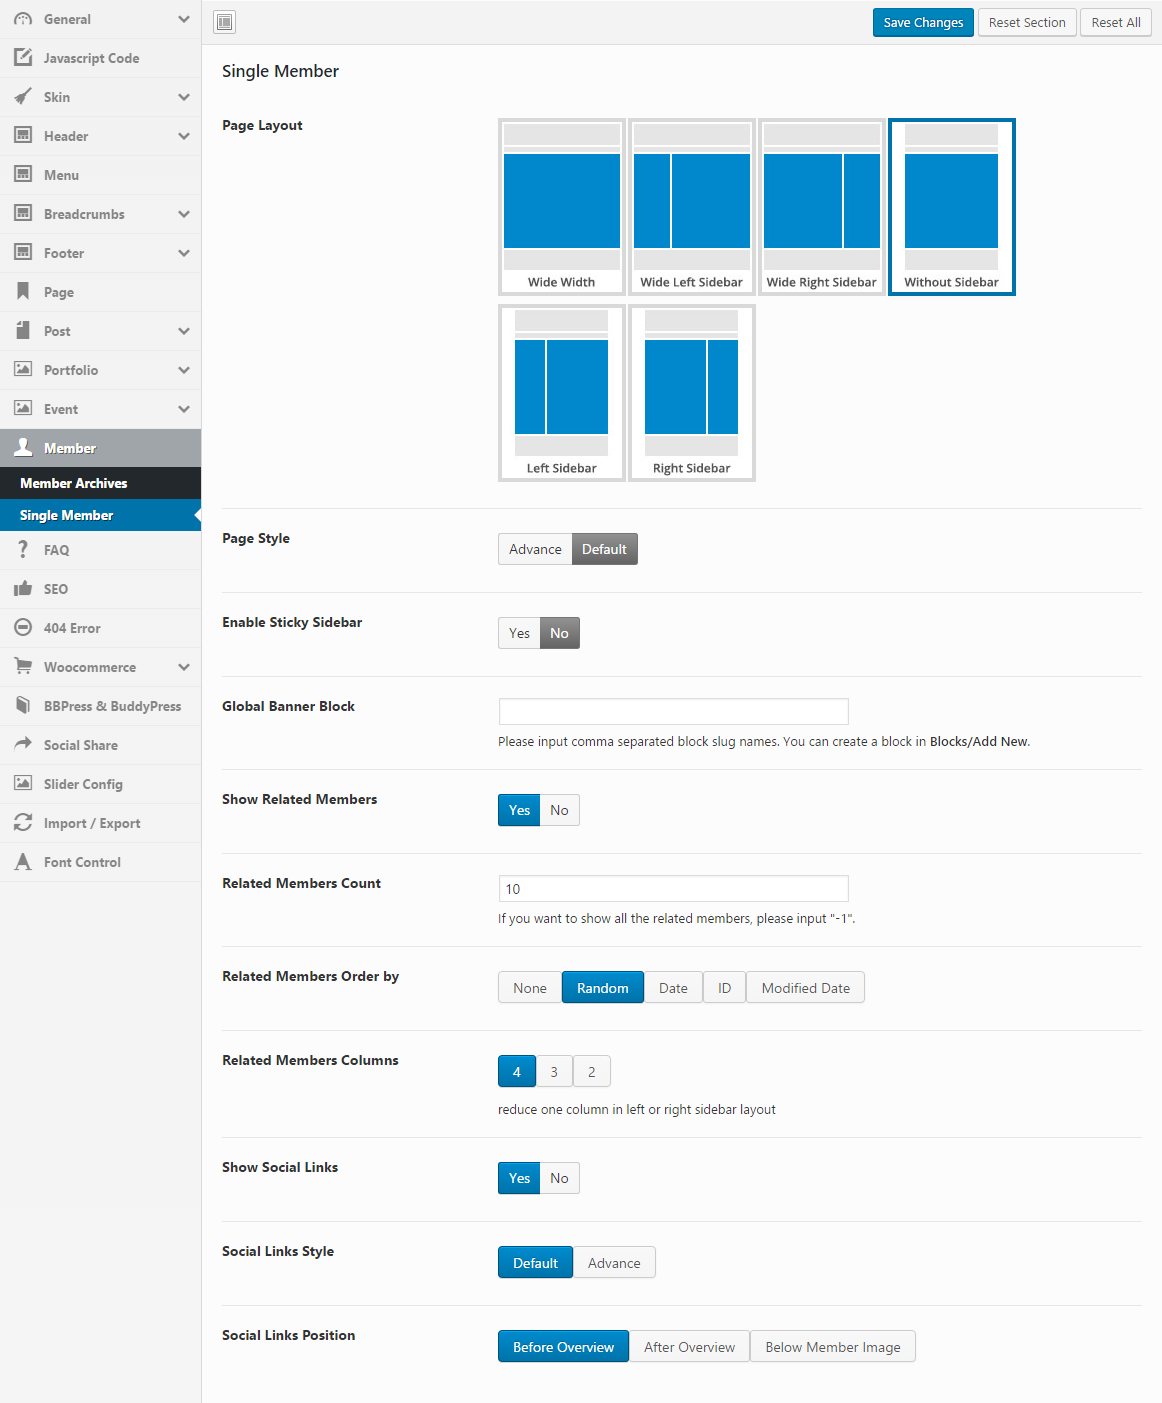 General
Javascript Code
Skin
Header
Menu
Breadcrumbs
Footer
Page
Post
Portfolio
Event
Member
Member Archives
Single Member
FAQ
SEO
404 Error
Woocommerce
BBPress & BuddyPress
Social Share
Slider Config
Import / Export
Font Control
Save Changes
Reset Section
Reset All
Single Member
Page Layout
Wide Width
Wide Left Sidebar
Wide Right Sidebar
Without Sidebar
Left Sidebar
Right Sidebar
Page Style
Advance
Default
Enable Sticky Sidebar
Yes
No
Global Banner Block
Please input comma separated block slug names. You can create a block in Blocks/Add New.
Show Related Members
Yes
No
Related Members Count
10
If you want to show all the related members, please input "-1".
Related Members Order by
None
Random
Date
ID
Modified Date
Related Members Columns
4
3
2
reduce one column in left or right sidebar layout
Show Social Links
Yes
No
Social Links Style
Default
Advance
Social Links Position
Before Overview
After Overview
Below Member Image